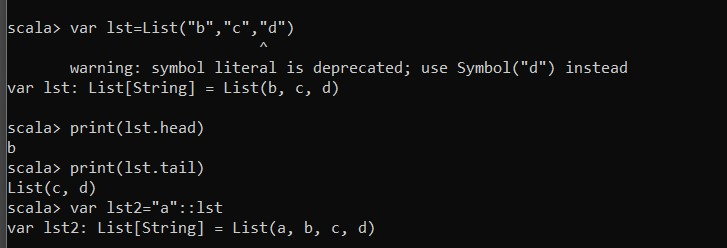 scala> var lst=List("b","c","d")
^
warning: symbol literal is deprecated; use Symbol("d") instead
var lst: List[String] = List(b, c, d)
scala> print(lst.head)
b
scala> print(lst.tail)
List(c, d)
scala> var lst2="a"::lst
var lst2: List[String] = List(a, b, c, d)